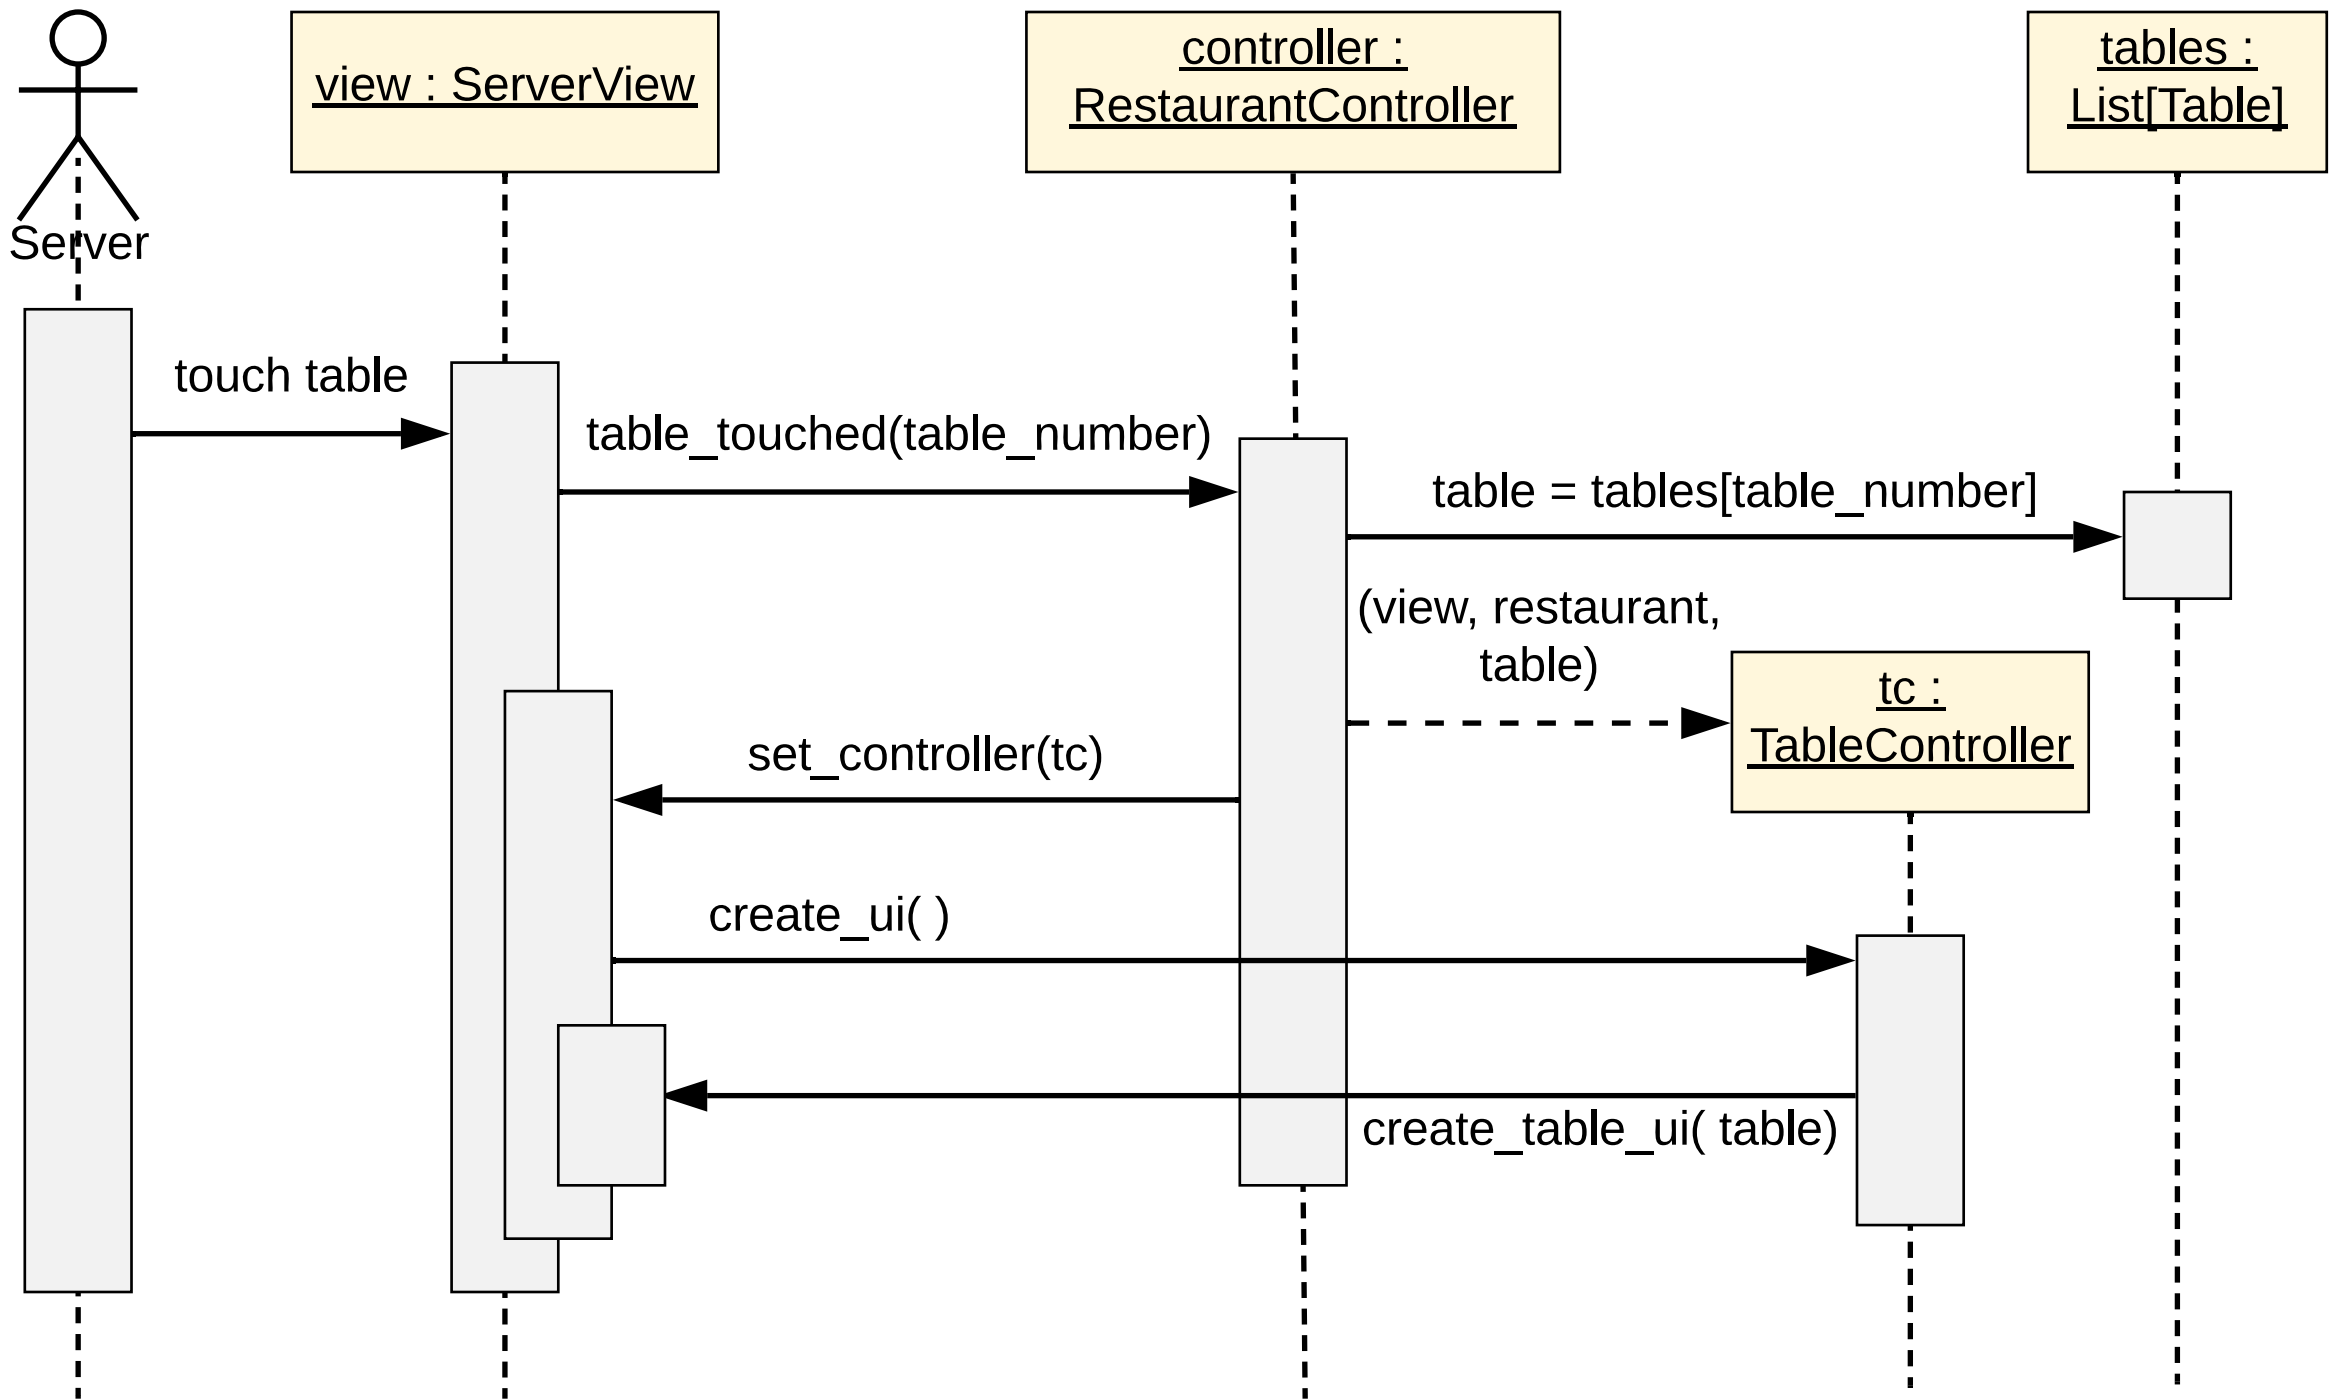 view : ServerView
controller :
RestaurantController
tables :
List[Table]
Server
touch table
table_touched(table_number)
table = tables[table_number]
(view, restaurant,
table)
tc :
TableController
set_controller(tc)
create_ui( )
create_table_ui( table)